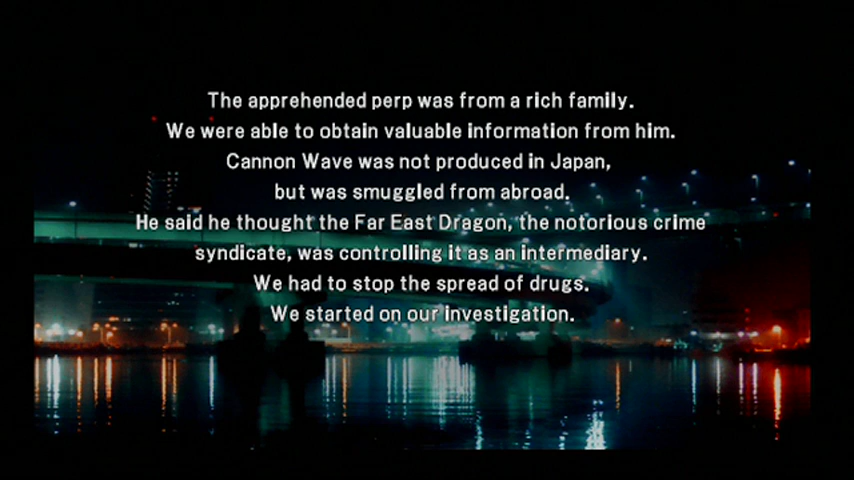 The apprehended perp was from a rich family.
We were able to obtain valuable information from him.
Cannon Wave was not produced in Japan,
but was smuggled from abroad.
He said he thought the Far East Dragon, the notorious crime
syndicate, was controlling it as an intermediary.
We had to stop the spread of drugs.
We started on our investigation.